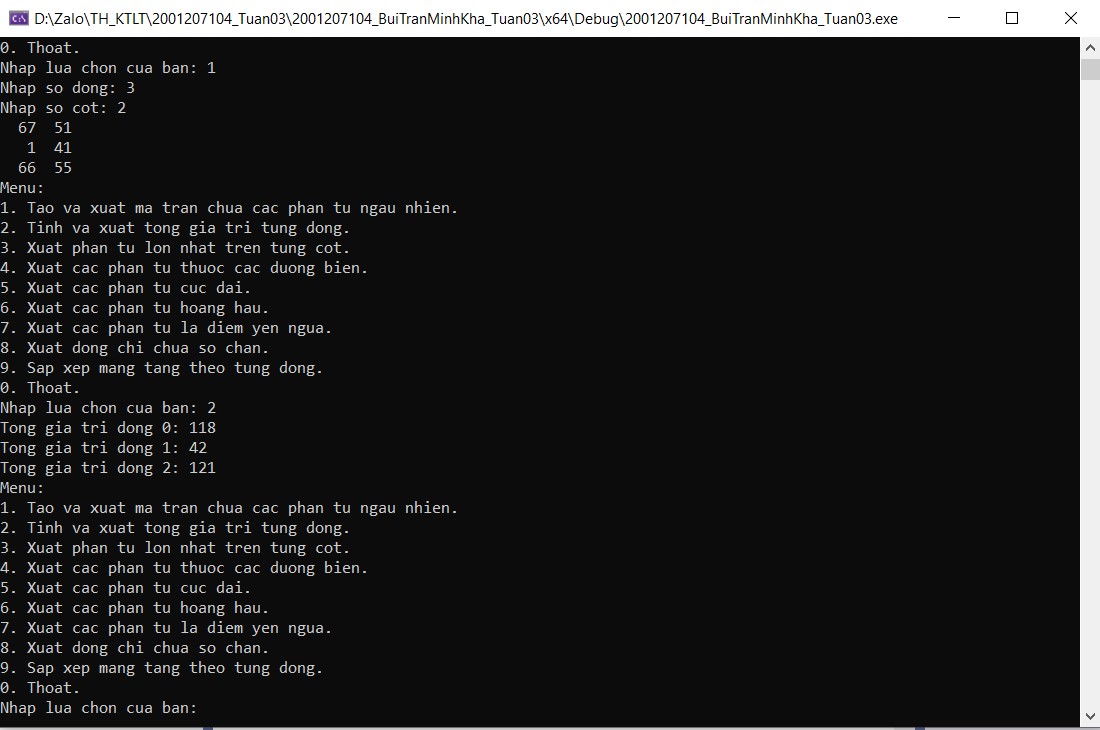 D:\Zalo\TH_KTLT\2001207104_Tuan03\2001207104_BuiTranMinhKha_Tuan03\x64\Debug\2001207104_BuiTranMinhKha_Tuan03.exe
0. Thoat.
Nhap lua chon cua ban: 1
Nhap so dong: 3
Nhap so cot: 2
  67  51
   1  41
  66  55
Menu:
1. Tao va xuat ma tran chua cac phan tu ngau nhien.
2. Tinh va xuat tong gia tri tung dong.
3. Xuat phan tu lon nhat tren tung cot.
4. Xuat cac phan tu thuoc cac duong bien.
5. Xuat cac phan tu cuc dai.
6. Xuat cac phan tu hoang hau.
7. Xuat cac phan tu la diem yen ngua.
8. Xuat dong chi chua so chan.
9. Sap xep mang tang theo tung dong.
0. Thoat.
Nhap lua chon cua ban: 2
Tong gia tri dong 0: 118
Tong gia tri dong 1: 42
Tong gia tri dong 2: 121
Menu:
1. Tao va xuat ma tran chua cac phan tu ngau nhien.
2. Tinh va xuat tong gia tri tung dong.
3. Xuat phan tu lon nhat tren tung cot.
4. Xuat cac phan tu thuoc cac duong bien.
5. Xuat cac phan tu cuc dai.
6. Xuat cac phan tu hoang hau.
7. Xuat cac phan tu la diem yen ngua.
8. Xuat dong chi chua so chan.
9. Sap xep mang tang theo tung dong.
0. Thoat.
Nhap lua chon cua ban: